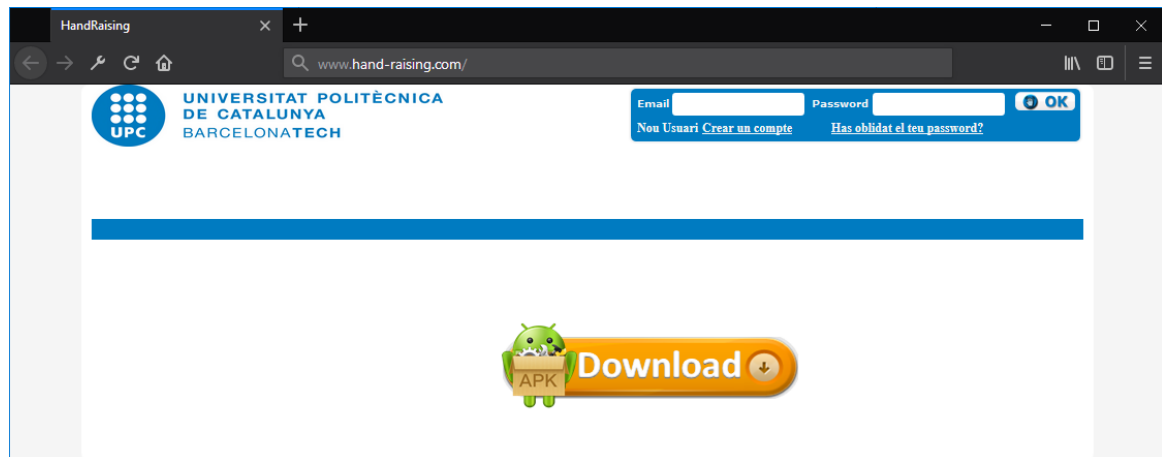 HandRaising
www.hand-raising.com/
UNIVERSITAT POLITÈCNICA
DE CATALUNYA
BARCELONATECH
UPC
Email
Password
OK
Nou Usuari Crear un compte
Has oblidat el teu password?
Download
APK